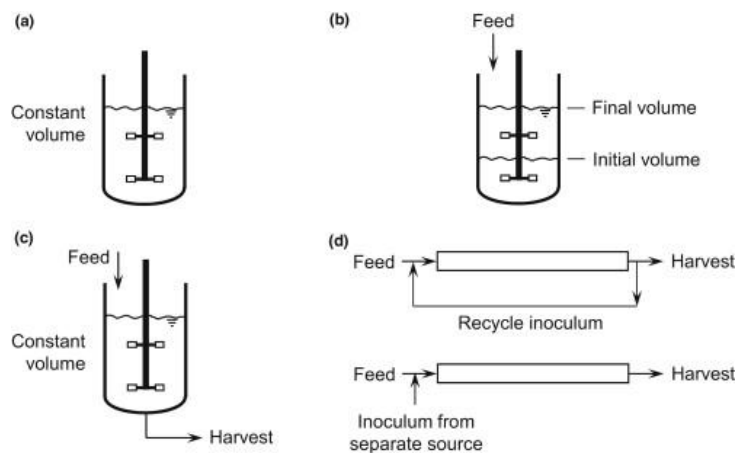 (a)
Constant
volume
(b)
Feed
Final volume
Initial volume
(c)
Feed
Constant
volume
Harvest
(d)
Feed
Harvest
Recycle inoculum
Feed
Harvest
Inoculum from
separate source